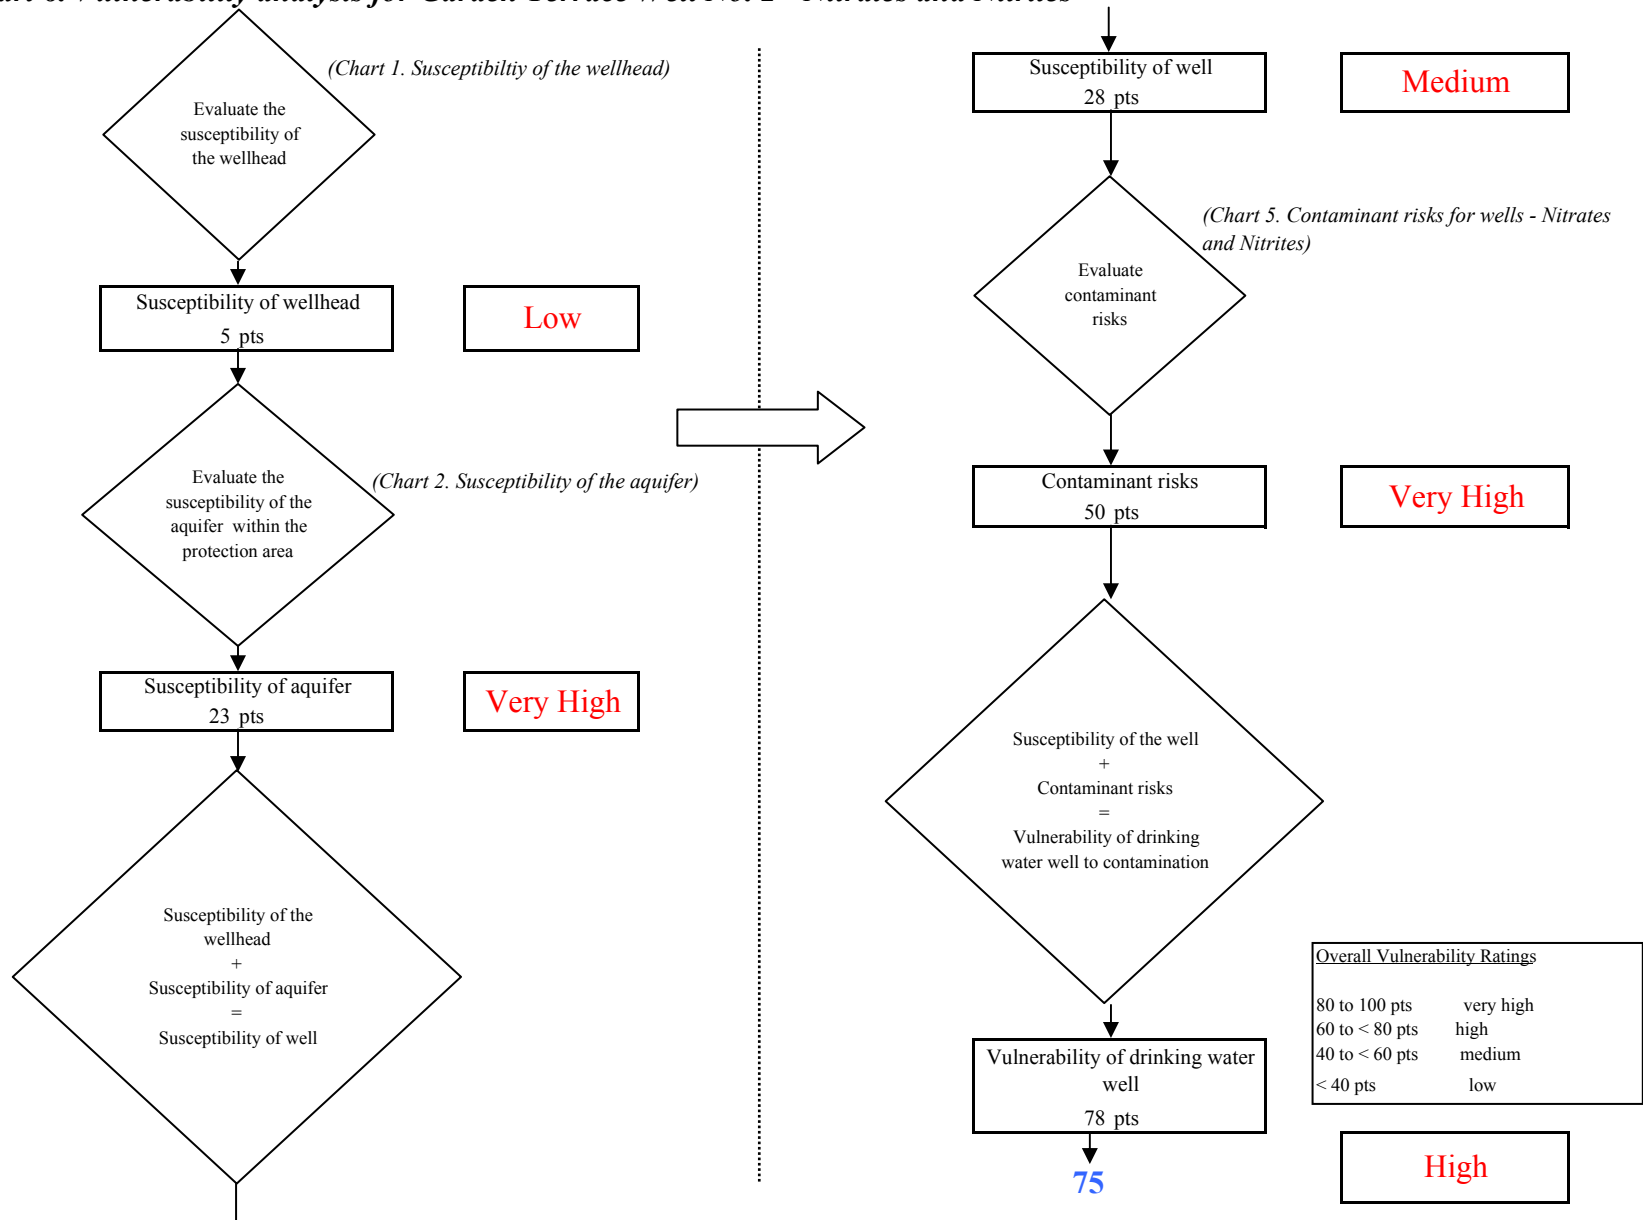 (Chart 1. Susceptibiltiy of the wellhead)
Evaluate the
susceptibility of
the wellhead
Susceptibility of wellhead
5 pts
Low
Evaluate the
susceptibility of the
aquifer within the
protection area
(Chart 2. Susceptibility of the aquifer)
Susceptibility of aquifer
23 pts
Very High
Susceptibility of the
wellhead
+
Susceptibility of aquifer
=
Susceptibility of well
Susceptibility of well
28 pts
Medium
(Chart 5. Contaminant risks for wells - Nitrates
and Nitrites)
Evaluate
contaminant
risks
Contaminant risks
50 pts
Very High
Susceptibility of the well
+
Contaminant risks
=
Vulnerability of drinking
water well to contamination
Overall Vulnerability Ratings
80 to 100 pts very high
60 to < 80 pts high
40 to < 60 pts medium
< 40 pts low
Vulnerability of drinking water
well
78 pts
75
High